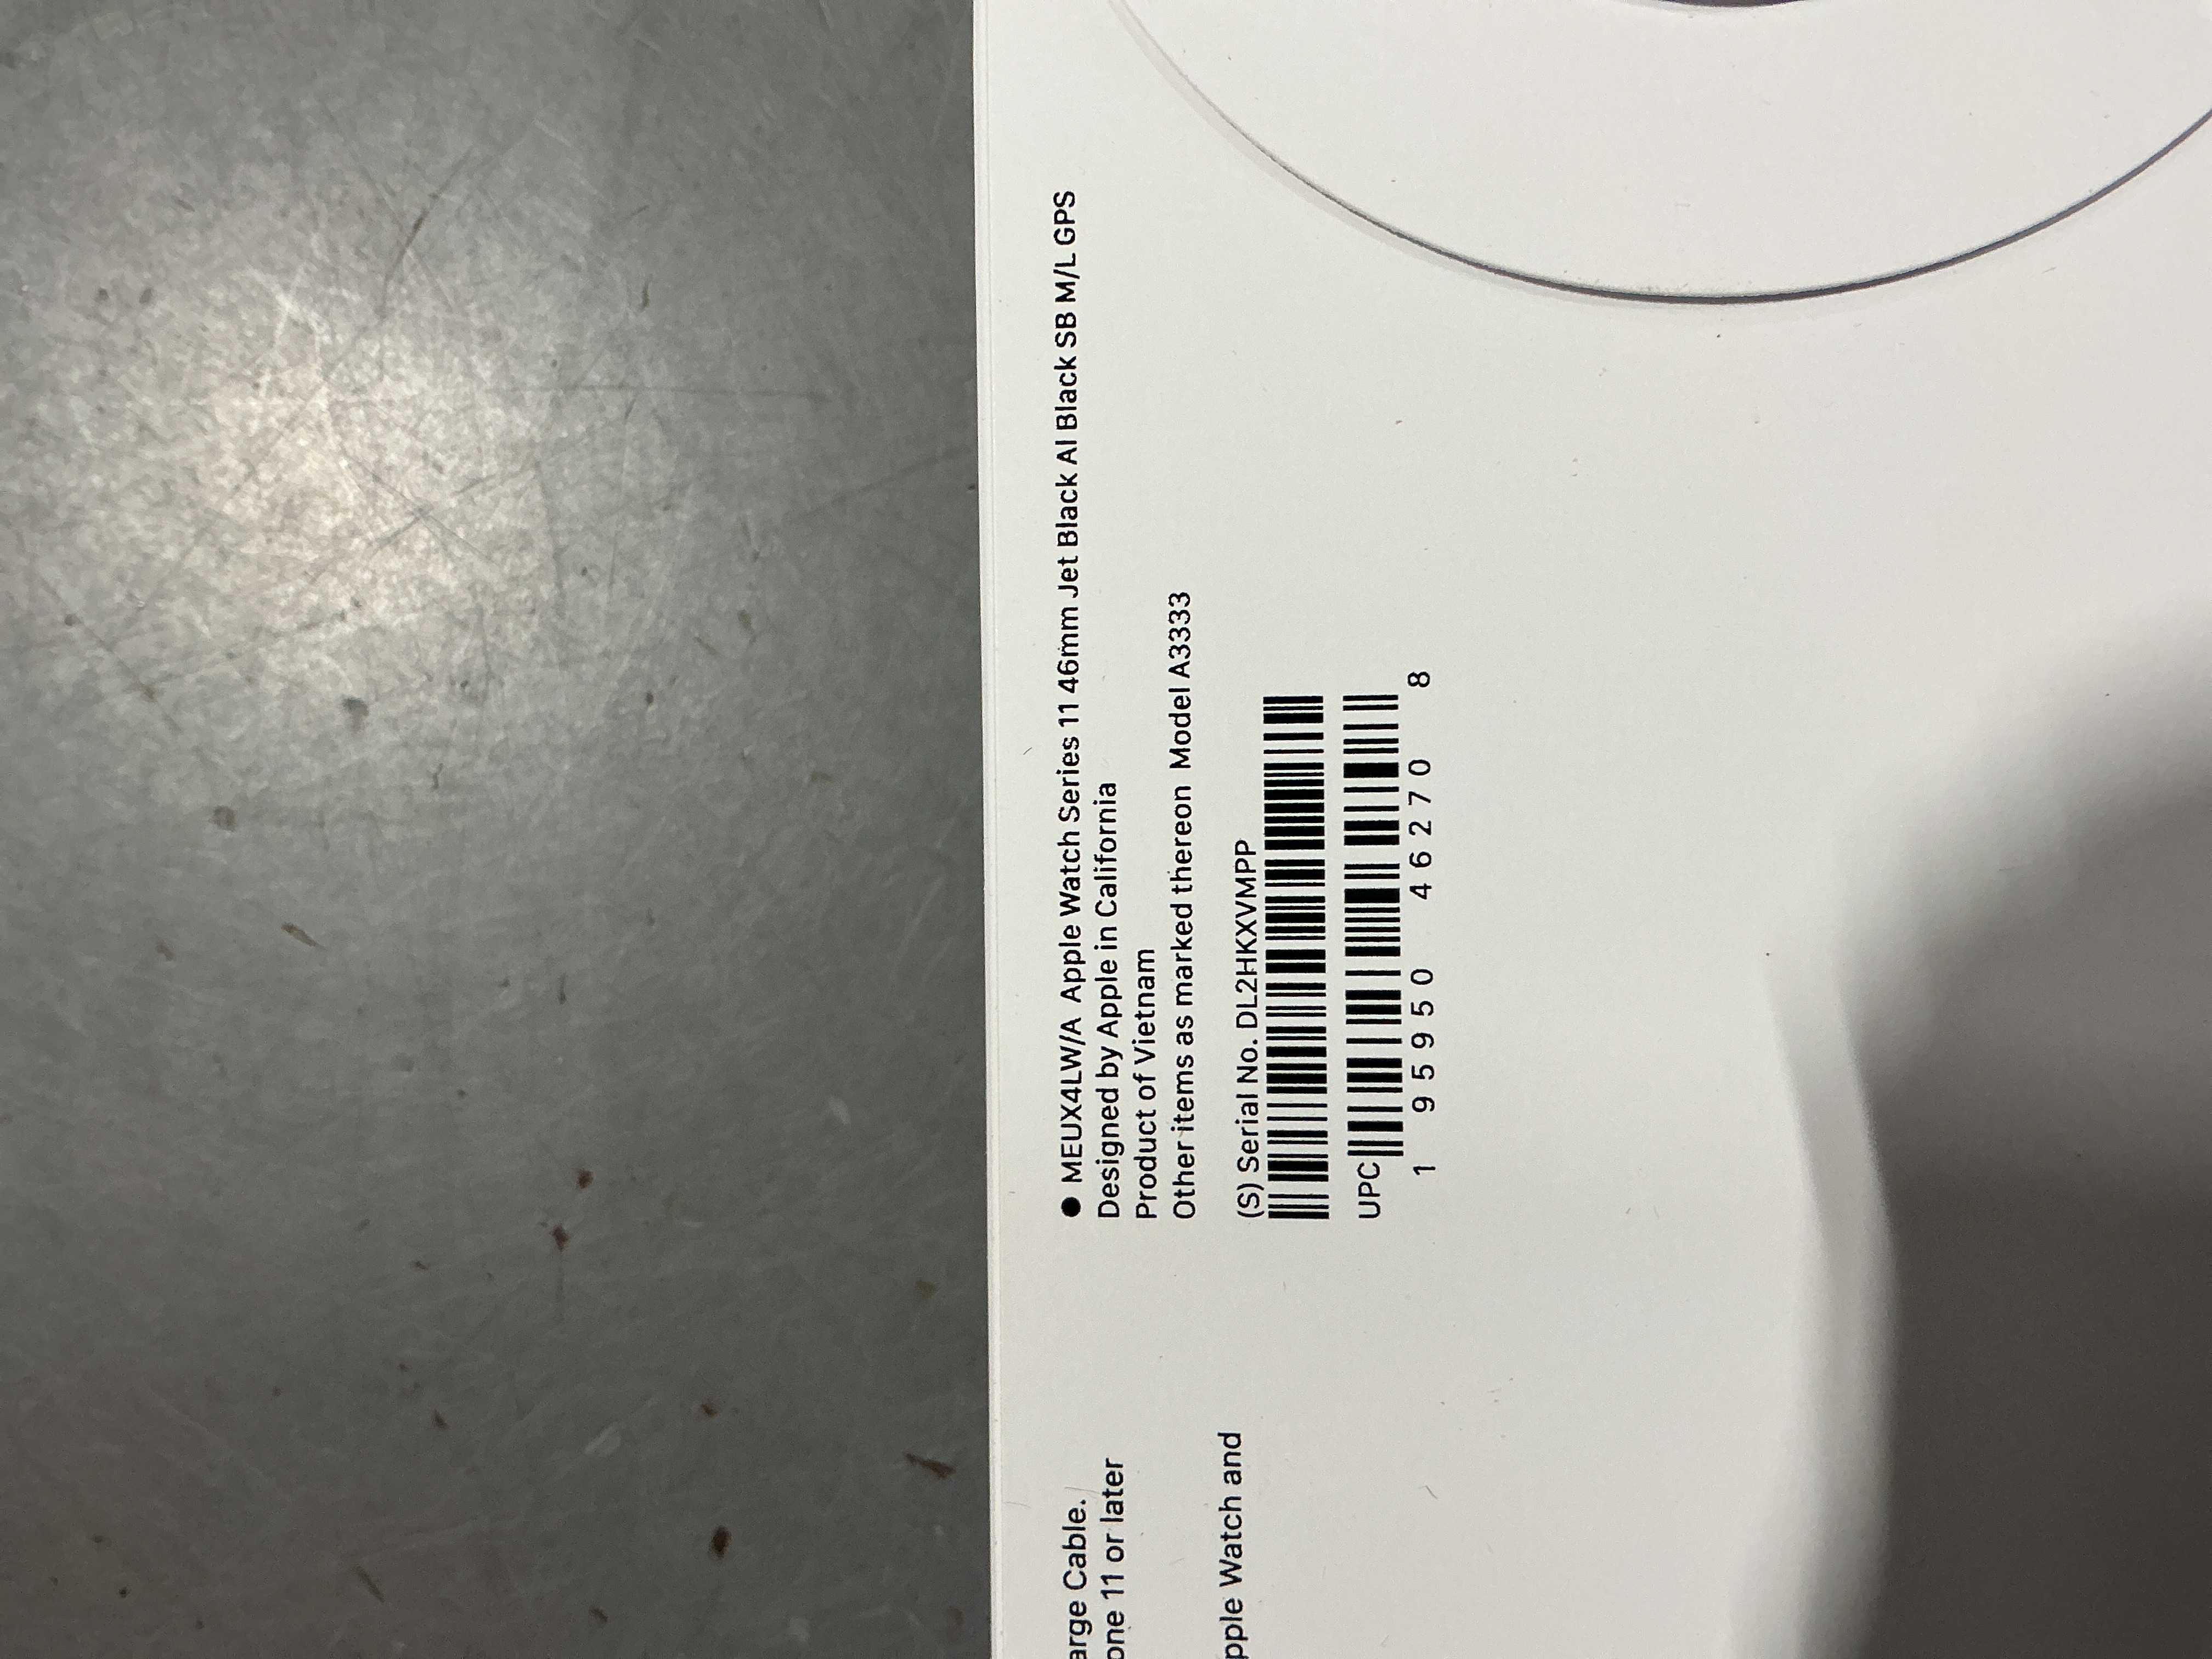 ● MEUX4LW/A Apple Watch Series 11 46mm Jet Black Al Black SB M/L GPS
Designed by Apple in California
Product of Vietnam
Other items as marked thereon Model A3333
(S) Serial No. DL2HKXVMPP
UPC
1 95950 46270 8
arge Cable.
one 11 or later
pple Watch and